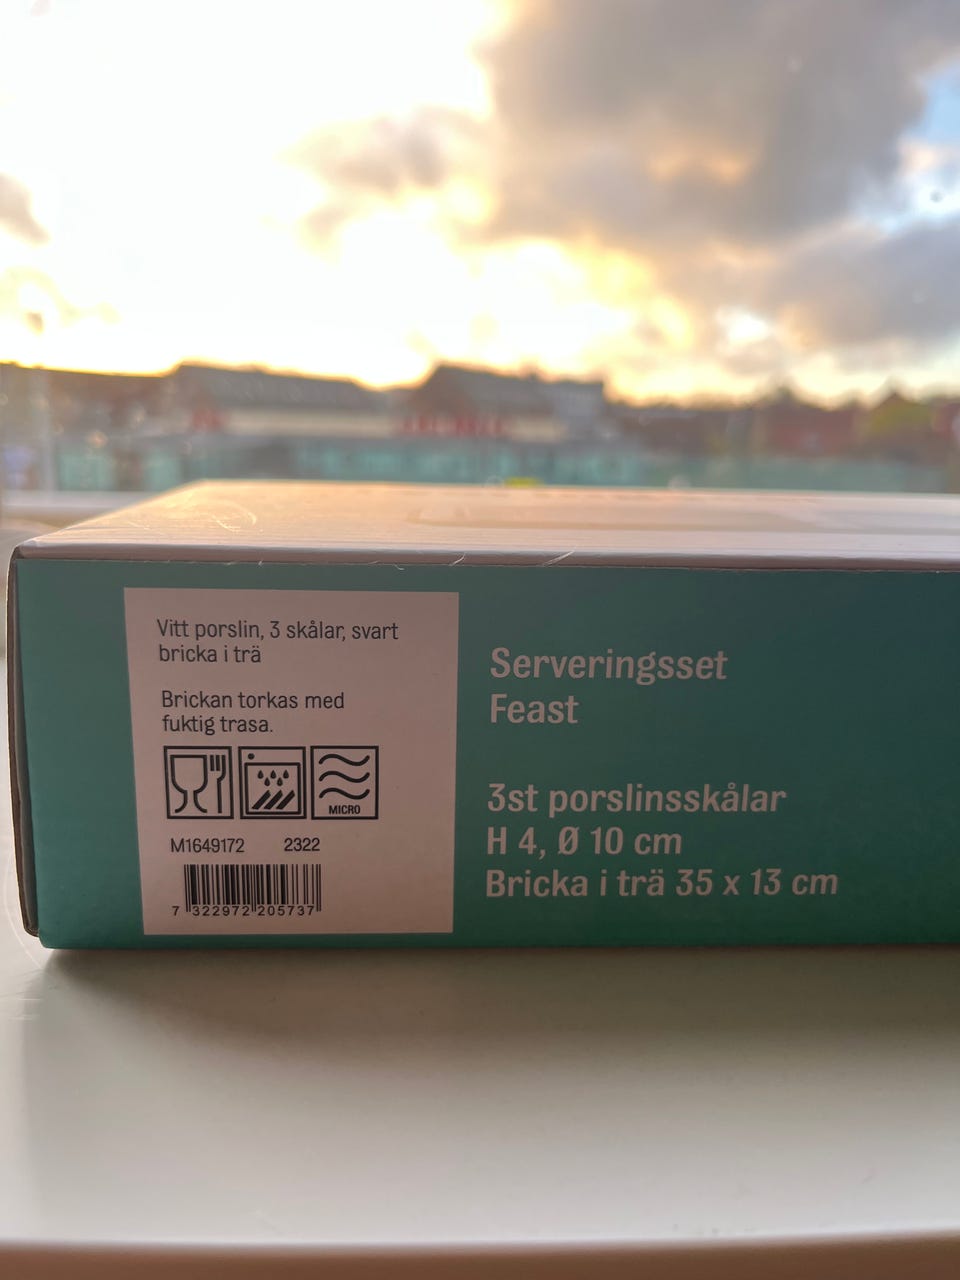 Vitt porslin, 3 skålar, svart
bricka i trä
Brickan torkas med
fuktig trasa.
MICRO
M1649172 2322
7 322972 205737
Serveringsset
Feast
3st porslinsskålar
H 4, Ø 10 cm
Bricka i trä 35 x 13 cm